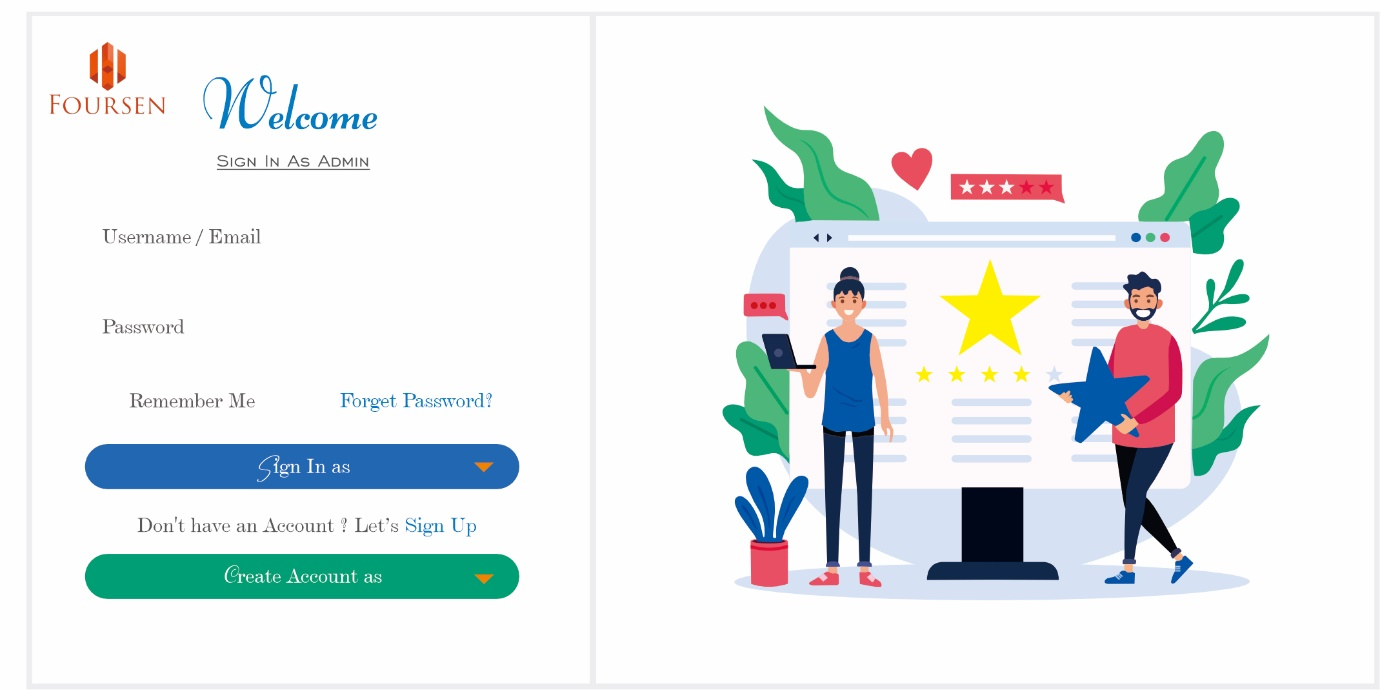 FOURSEN
Welcome
Sign In As Admin
Username / Email
Password
Remember Me
Forget Password?
Sign In as
Don't have an Account ? Let's Sign Up
Create Account as